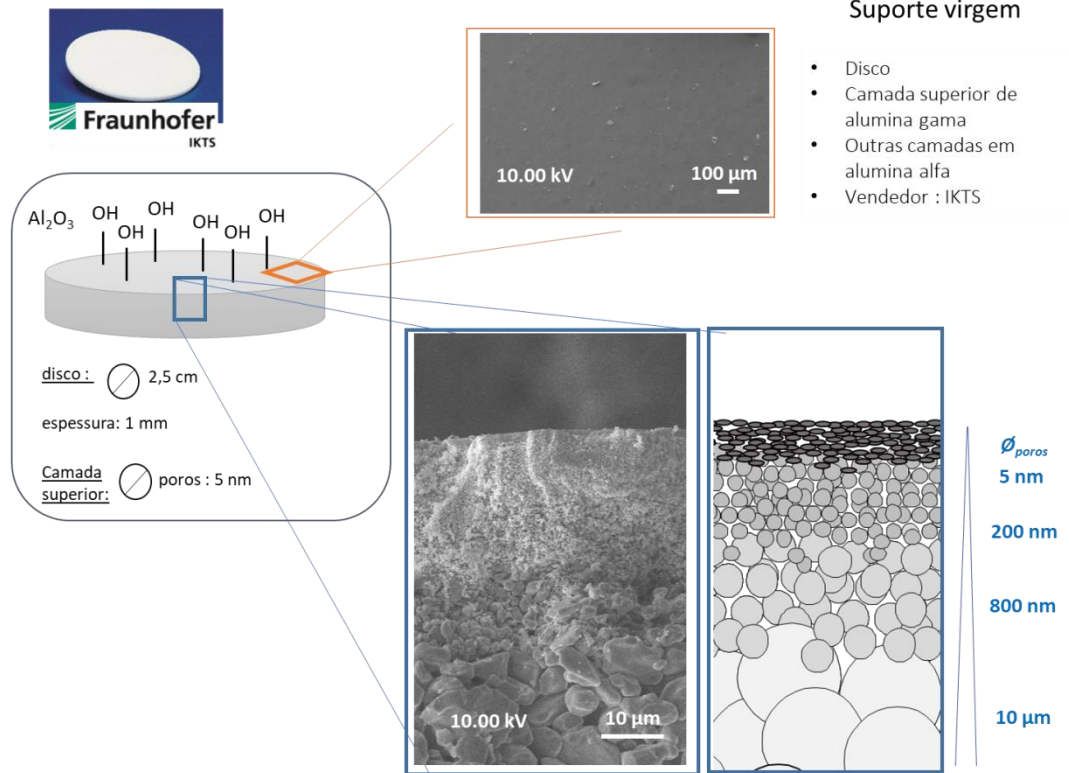 Suporte virgem
• Disco
• Camada superior de
alumina gama
• Outras camadas em
alumina alfa
• Vendedor : IKTS
Fraunhofer
IKTS
10.00 kV
100 µm
Al₂O₃
OH
OH
OH
OH
OH
OH
disco :
2,5 cm
espessura: 1 mm
Camada
superior:
poros : 5 nm
10.00 kV
10 µm
Ø poros
5 nm
200 nm
800 nm
10 µm